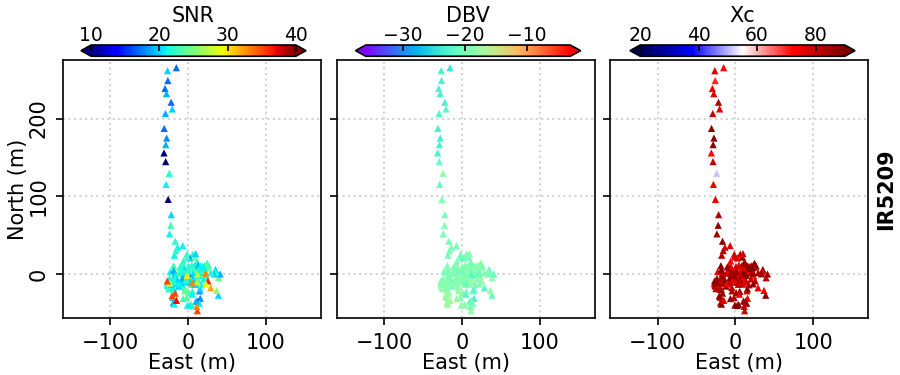 SNR DBV Xc
10 20 30 40 −30 −20 −10 20 40 60 80
North (m)
200
100
0
IR5209
−100 0 100 −100 0 100 −100 0 100
East (m) East (m) East (m)